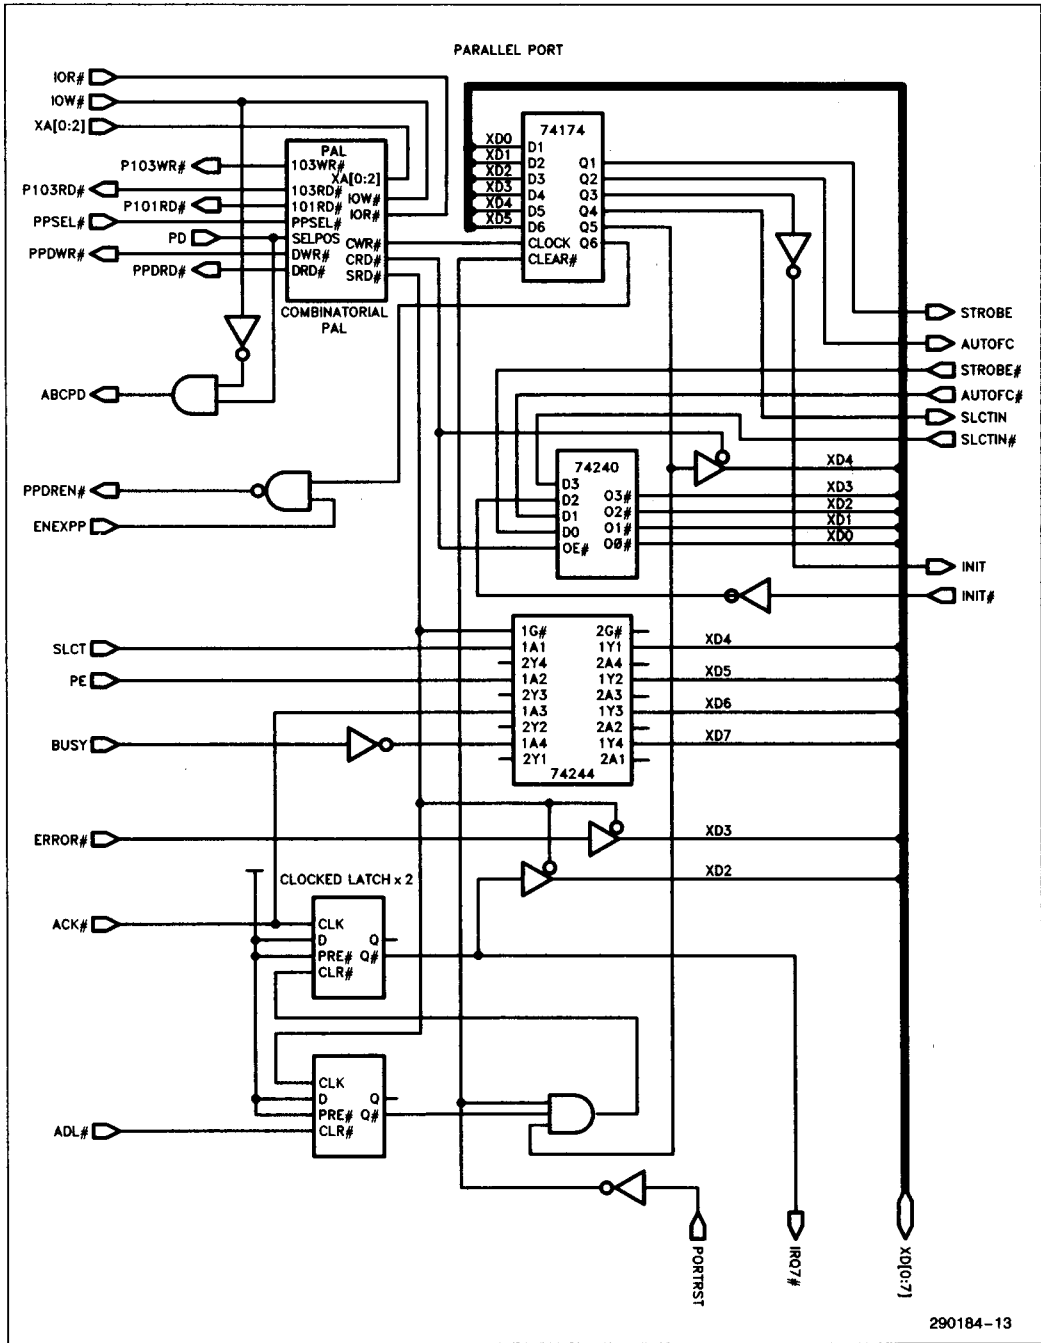 PARALLEL PORT
IOR#
IOW#
XA[0:2]
P103WR#
P103RD#
P101RD#
PPSEL#
PD
PPDWR#
PPDRD#
PAL
103WR#
XA[0:2]
103RD#
IOW#
101RD#
IOR#
PPSEL#
SELPOS
CWR#
DWR#
CRD#
DRD#
SRD#
COMBINATORIAL
PAL
74174
XD0
D1
XD1
D2
Q1
XD2
D3
Q2
XD3
D4
Q3
XD4
D5
Q4
XD5
D6
Q5
CLOCK
Q6
CLEAR#
STROBE
AUTOFC
STROBE#
AUTOFC#
SLCTIN
SLCTIN#
ABCPD
PPDREN#
ENEXPP
74240
D3
D2
O3#
D1
O2#
D0
O1#
OE#
O0#
XD4
XD3
XD2
XD1
XD0
INIT
INIT#
SLCT
PE
BUSY
1G#
2G#
1A1
1Y1
2Y4
2A4
1A2
1Y2
2Y3
2A3
1A3
1Y3
2Y2
2A2
1A4
1Y4
2Y1
2A1
74244
XD4
XD5
XD6
XD7
ERROR#
XD3
XD2
CLOCKED LATCH x 2
ACK#
CLK
D
Q
PRE#
Q#
CLR#
CLK
D
Q
PRE#
Q#
CLR#
ADL#
PORTRST
IRQ7#
XD[0:7]
290184-13